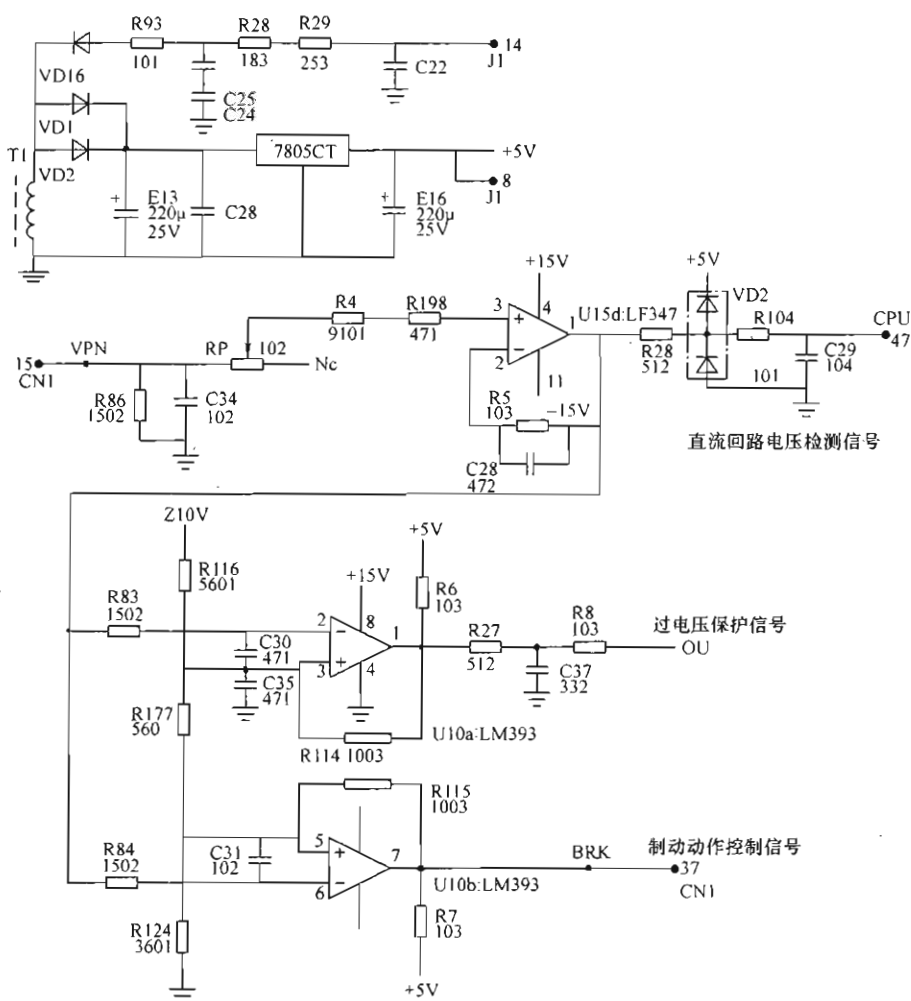 R93
101
R28
183
R29
253
14
J1
VD16
C25
C24
C22
VD1
T1
VD2
7805CT
+5V
8
J1
E13
220μ
25V
C28
E16
220μ
25V
+15V
+5V
3
4
1
U15d:LF347
VD2
R4
9101
R198
471
R104
CPU
47
R28
512
C29
104
15
CN1
VPN
RP
102
Nc
2
11
101
R86
1502
C34
102
R5
103
-15V
C28
472
直流回路电压检测信号
Z10V
+5V
R116
5601
+15V
R6
103
R83
1502
2
8
1
R27
512
R8
103
过电压保护信号
OU
C30
471
3
4
C35
471
C37
332
R177
560
R114 1003
U10a:LM393
R115
1003
R84
1502
C31
102
5
6
7
BRK
制动动作控制信号
37
CN1
U10b:LM393
R124
3601
R7
103
+5V